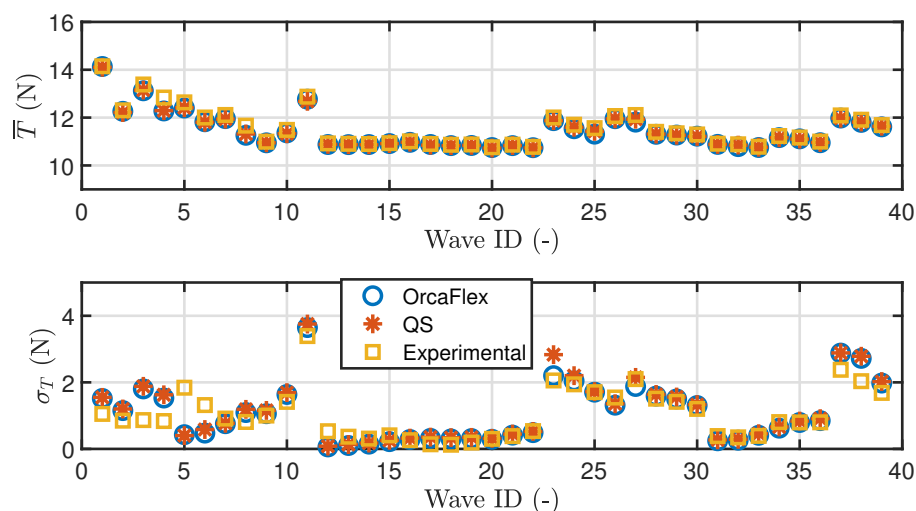 16
14
12
10
8
T̅ (N)
0 5 10 15 20 25 30 35 40
Wave ID (-)
4
2
0
σ_T (N)
OrcaFlex
QS
Experimental
0 5 10 15 20 25 30 35 40
Wave ID (-)